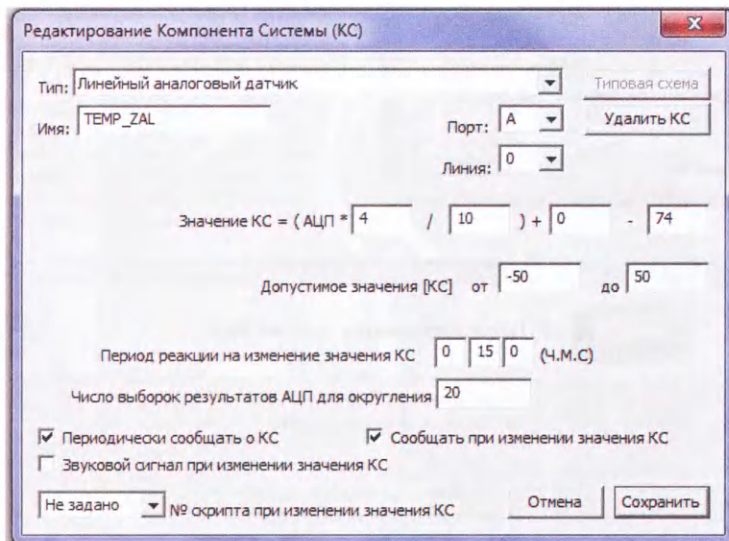 Редактирование Компонента Системы (КС)
Тип: Линейный аналоговый датчик
Типовая схема
Имя: TEMP_ZAL
Порт: A
Удалить КС
Линия: 0
Значение КС = ( АЦП * 4 / 10 ) + 0 - 74
Допустимое значения [КС] от -50 до 50
Период реакции на изменение значения КС 0 15 0 (Ч.М.С)
Число выборок результатов АЦП для округления 20
Периодически сообщать о КС
Сообщать при изменении значения КС
Звуковой сигнал при изменении значения КС
Не задано № скрипта при изменении значения КС
Отмена
Сохранить